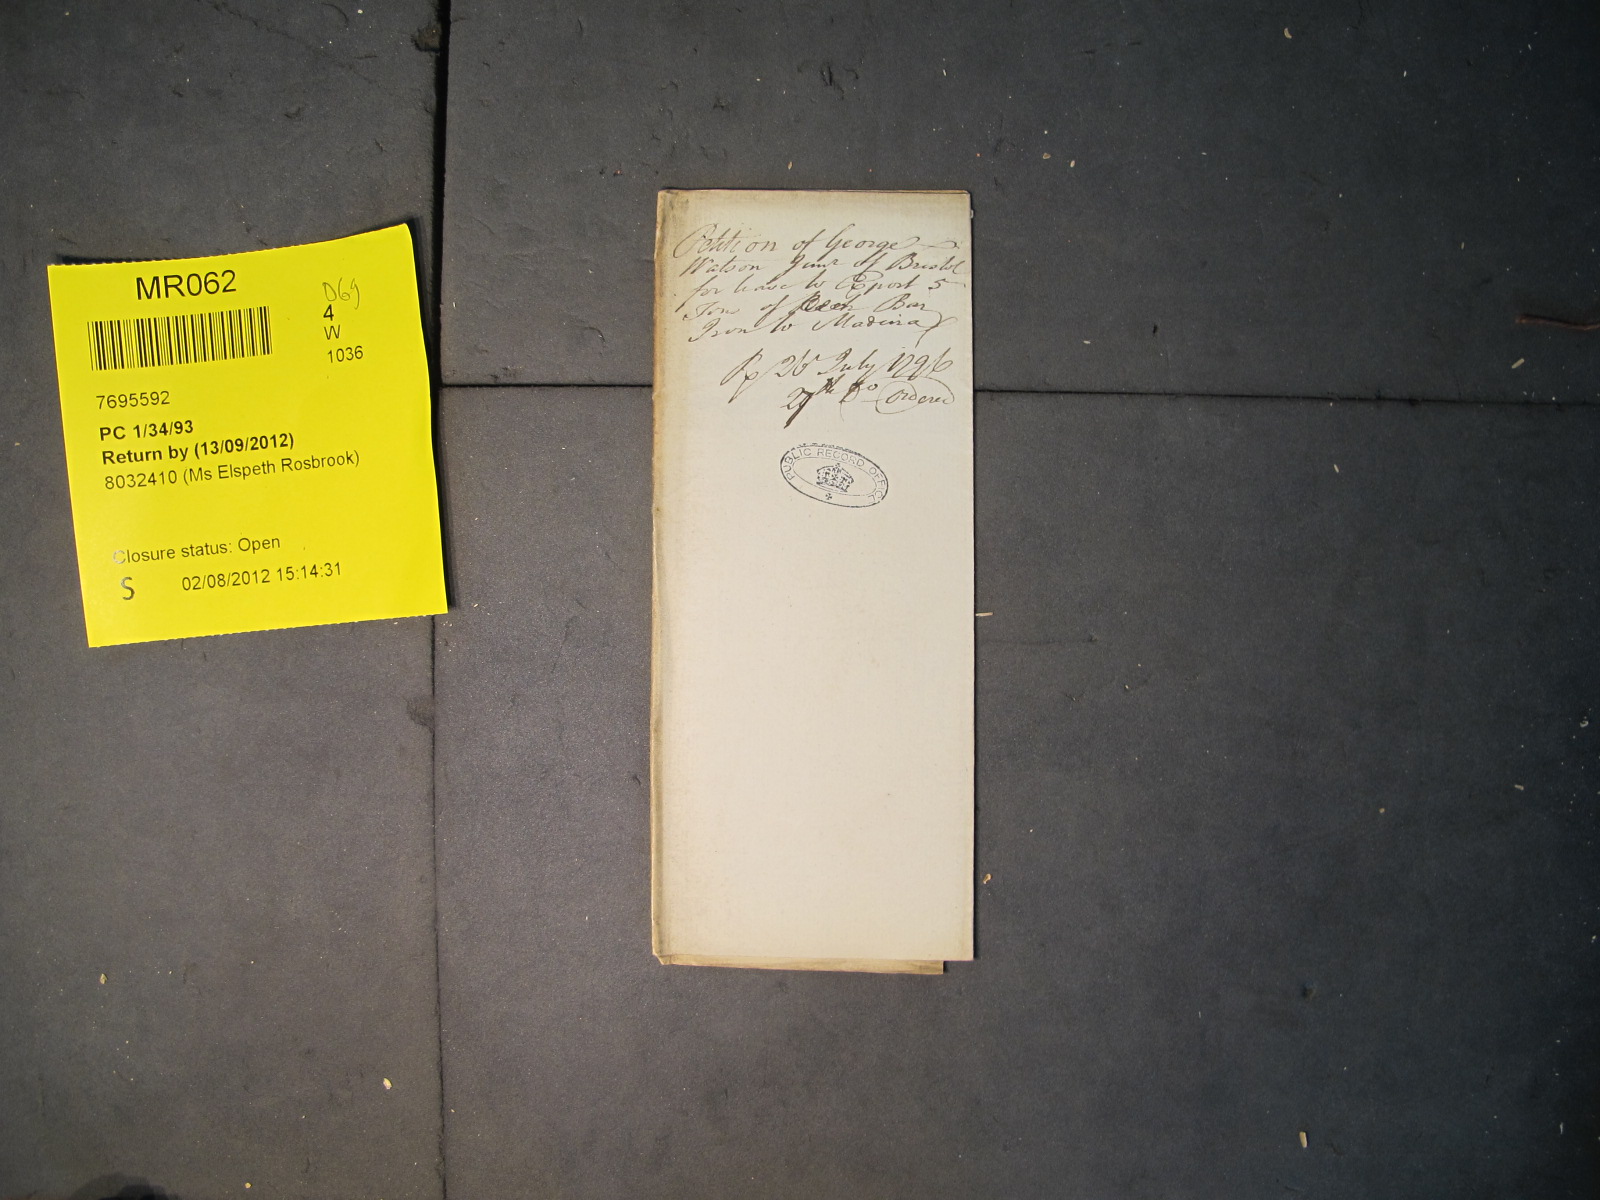 MR062
D69
4
W
1036
7695592
PC 1/34/93
Return by (13/09/2012)
8032410 (Ms Elspeth Rosbrook)
Closure status: Open
S 02/08/2012 15:14:31
Petition of George
Watson Junr of Bristol
for leave to Export 5
Tons of Bar
Iron to Madeira
26 July 1796
27th Do Ordered
PUBLIC RECORD OFFICE